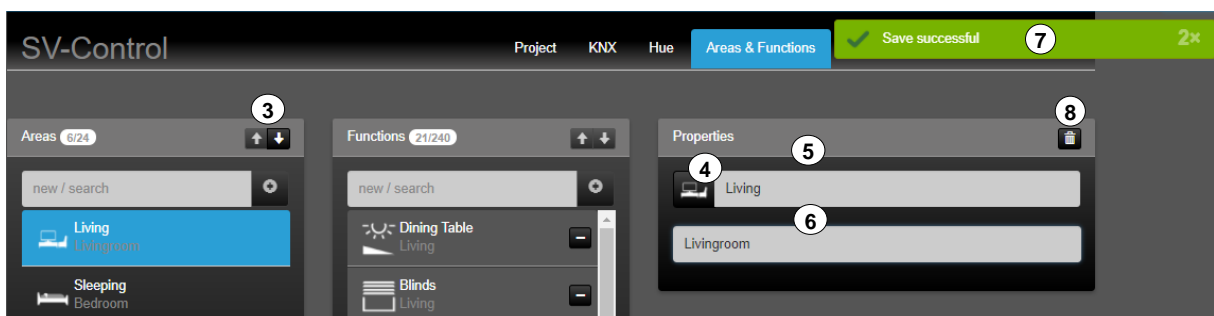 SV-Control
Project KNX Hue Areas & Functions
Save successful 7 2×
3
8
Areas 6/24
Functions 21/240
Properties
5
4
new / search
new / search
Living
6
Living
Livingroom
Dining Table
Living
Livingroom
Sleeping
Bedroom
Blinds
Living